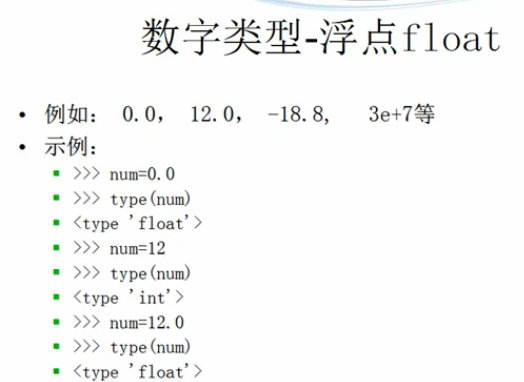 数字类型-浮点float
• 例如： 0.0， 12.0， -18.8， 3e+7等
• 示例：
▪ >>> num=0.0
▪ >>> type(num)
▪ <type 'float'>
▪ >>> num=12
▪ >>> type(num)
▪ <type 'int'>
▪ >>> num=12.0
▪ >>> type(num)
▪ <type 'float'>